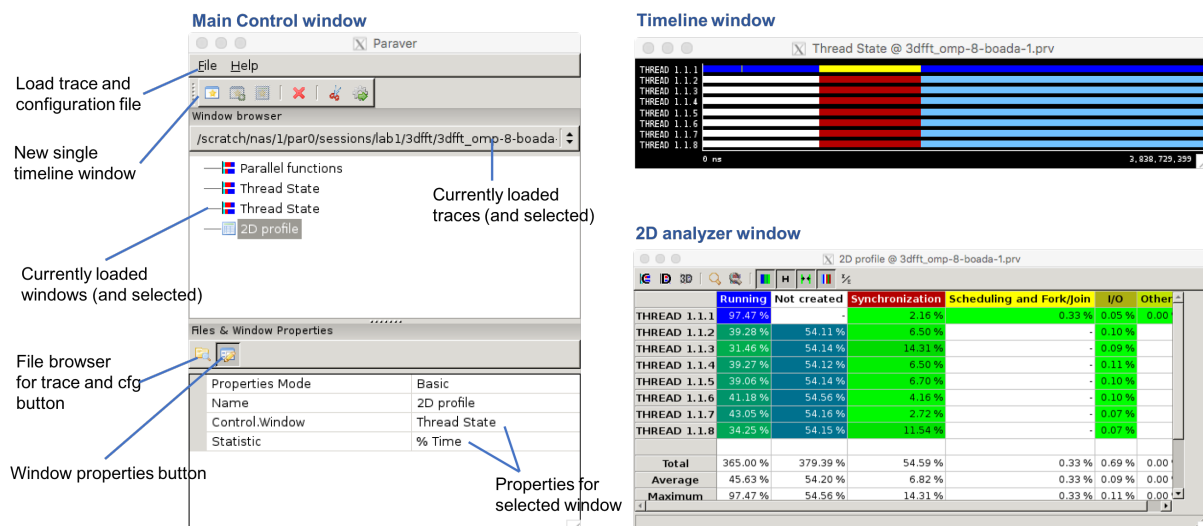 Main Control window
Paraver
File Help
Load trace and
configuration file
Window browser
/scratch/nas/1/par0/sessions/lab1/3dfft/3dfft_omp-8-boada-
New single
timeline window
Parallel functions
Thread State
Thread State
2D profile
Currently loaded
traces (and selected)
Currently loaded
windows (and selected)
Files & Window Properties
File browser
for trace and cfg
button
Properties Mode Basic
Name 2D profile
Control.Window Thread State
Statistic % Time
Window properties button
Properties for
selected window
Timeline window
Thread State @ 3dfft_omp-8-boada-1.prv
THREAD 1.1.1
THREAD 1.1.2
THREAD 1.1.3
THREAD 1.1.4
THREAD 1.1.5
THREAD 1.1.6
THREAD 1.1.7
THREAD 1.1.8
0 ns 3,838,729,399
2D analyzer window
2D profile @ 3dfft_omp-8-boada-1.prv
3D H
Running Not created Synchronization Scheduling and Fork/Join I/O Other
THREAD 1.1.1 97.47 % - 2.16 % 0.33 % 0.05 % 0.00
THREAD 1.1.2 39.28 % 54.11 % 6.50 % - 0.10 %
THREAD 1.1.3 31.46 % 54.14 % 14.31 % - 0.09 %
THREAD 1.1.4 39.27 % 54.12 % 6.50 % - 0.11 %
THREAD 1.1.5 39.06 % 54.14 % 6.70 % - 0.10 %
THREAD 1.1.6 41.18 % 54.56 % 4.16 % - 0.10 %
THREAD 1.1.7 43.05 % 54.16 % 2.72 % - 0.07 %
THREAD 1.1.8 34.25 % 54.15 % 11.54 % - 0.07 %
Total 365.00 % 379.39 % 54.59 % 0.33 % 0.69 % 0.00
Average 45.63 % 54.20 % 6.82 % 0.33 % 0.09 % 0.00
Maximum 97.47 % 54.56 % 14.31 % 0.33 % 0.11 % 0.00